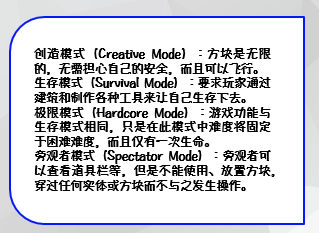 创造模式（Creative Mode）：方块是无限
的，无需担心自己的安全，而且可以飞行。
生存模式（Survival Mode）：要求玩家通过
建筑和制作各种工具来让自己生存下去。
极限模式（Hardcore Mode）：游戏功能与
生存模式相同，只是在此模式中难度将固定
于困难难度，而且仅有一次生命。
旁观者模式（Spectator Mode）：旁观者可
以查看道具栏等，但是不能使用、放置方块，
穿过任何实体或方块而不与之发生操作。